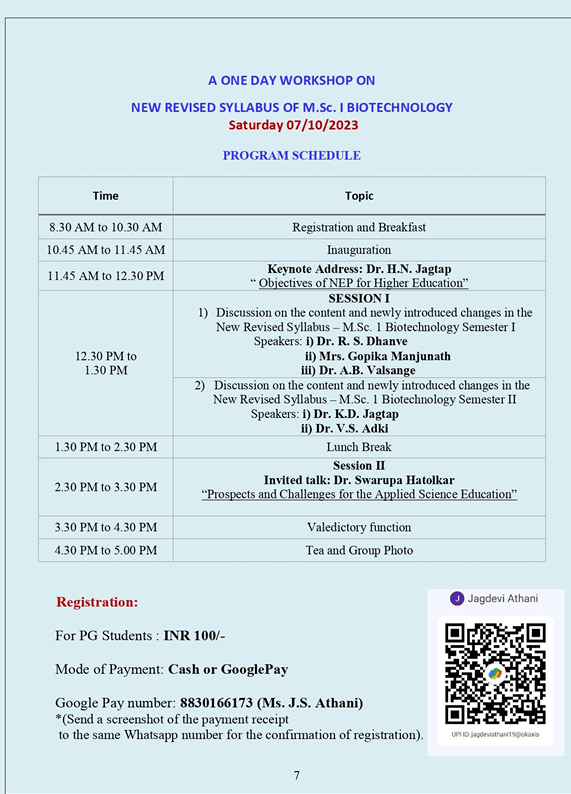 A ONE DAY WORKSHOP ON
NEW REVISED SYLLABUS OF M.Sc. I BIOTECHNOLOGY
Saturday 07/10/2023
PROGRAM SCHEDULE
Time Topic
8.30 AM to 10.30 AM Registration and Breakfast
10.45 AM to 11.45 AM Inauguration
11.45 AM to 12.30 PM
Keynote Address: Dr. H.N. Jagtap
“ Objectives of NEP for Higher Education”
12.30 PM to
1.30 PM
SESSION I
1) Discussion on the content and newly introduced changes in the
New Revised Syllabus – M.Sc. 1 Biotechnology Semester I
Speakers: i) Dr. R. S. Dhanve
ii) Mrs. Gopika Manjunath
iii) Dr. A.B. Valsange
2) Discussion on the content and newly introduced changes in the
New Revised Syllabus – M.Sc. 1 Biotechnology Semester II
Speakers: i) Dr. K.D. Jagtap
ii) Dr. V.S. Adki
1.30 PM to 2.30 PM Lunch Break
2.30 PM to 3.30 PM
Session II
Invited talk: Dr. Swarupa Hatolkar
“Prospects and Challenges for the Applied Science Education”
3.30 PM to 4.30 PM Valedictory function
4.30 PM to 5.00 PM Tea and Group Photo
Registration:
For PG Students : INR 100/-
Mode of Payment: Cash or GooglePay
Google Pay number: 8830166173 (Ms. J.S. Athani)
*(Send a screenshot of the payment receipt
to the same Whatsapp number for the confirmation of registration).
J Jagdevi Athani
UPI ID: jagdeviathani19@okaxis
7